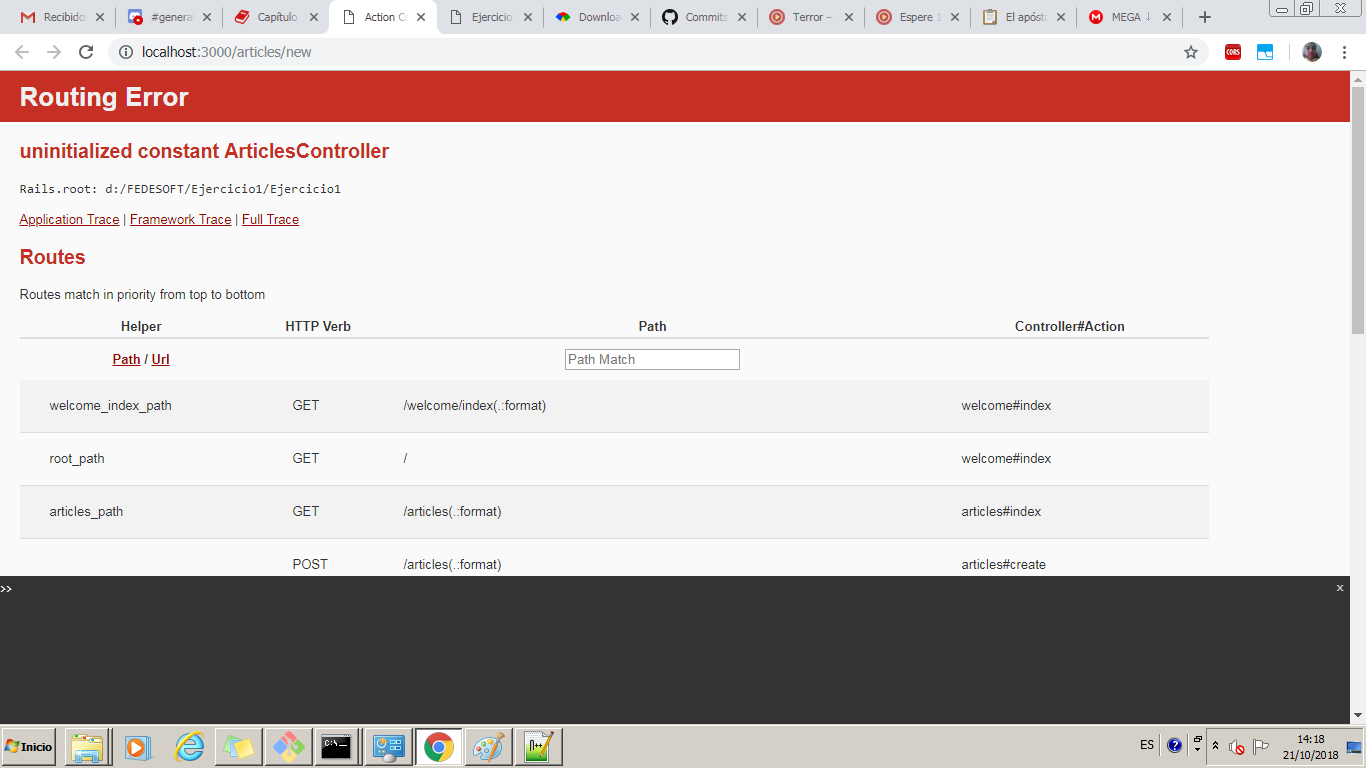 Recibido
#genera
Capítulo
Action C
Ejercicio
Downloa
Commits
Terror –
Espere 1
El apóst
MEGA
localhost:3000/articles/new
CORS
Routing Error
uninitialized constant ArticlesController
Rails.root: d:/FEDESOFT/Ejercicio1/Ejercicio1
Application Trace | Framework Trace | Full Trace
Routes
Routes match in priority from top to bottom
Helper HTTP Verb Path Controller#Action
Path / Url Path Match
welcome_index_path GET /welcome/index(.:format) welcome#index
root_path GET / welcome#index
articles_path GET /articles(.:format) articles#index
POST /articles(.:format) articles#create
>> x
Inicio
ES
14:18
21/10/2018